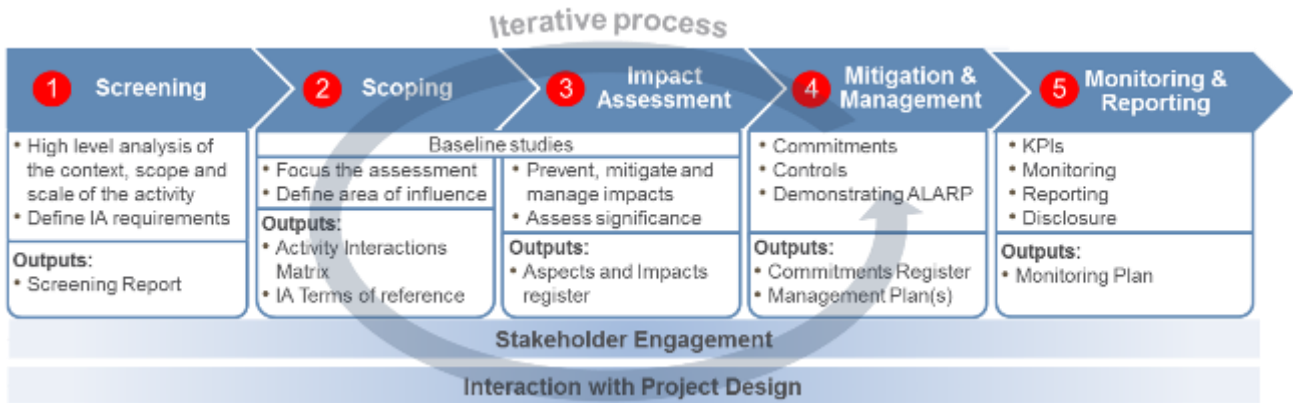 Iterative process
1 Screening
2 Scoping
3 Impact
Assessment
4 Mitigation &
Management
5 Monitoring &
Reporting
• High level analysis of
the context, scope and
scale of the activity
• Define IA requirements
Outputs:
• Screening Report
Baseline studies
• Focus the assessment
• Define area of influence
Outputs:
• Activity Interactions
Matrix
• IA Terms of reference
• Prevent, mitigate and
manage impacts
• Assess significance
Outputs:
• Aspects and Impacts
register
• Commitments
• Controls
• Demonstrating ALARP
Outputs:
• Commitments Register
• Management Plan(s)
• KPIs
• Monitoring
• Reporting
• Disclosure
Outputs:
• Monitoring Plan
Stakeholder Engagement
Interaction with Project Design